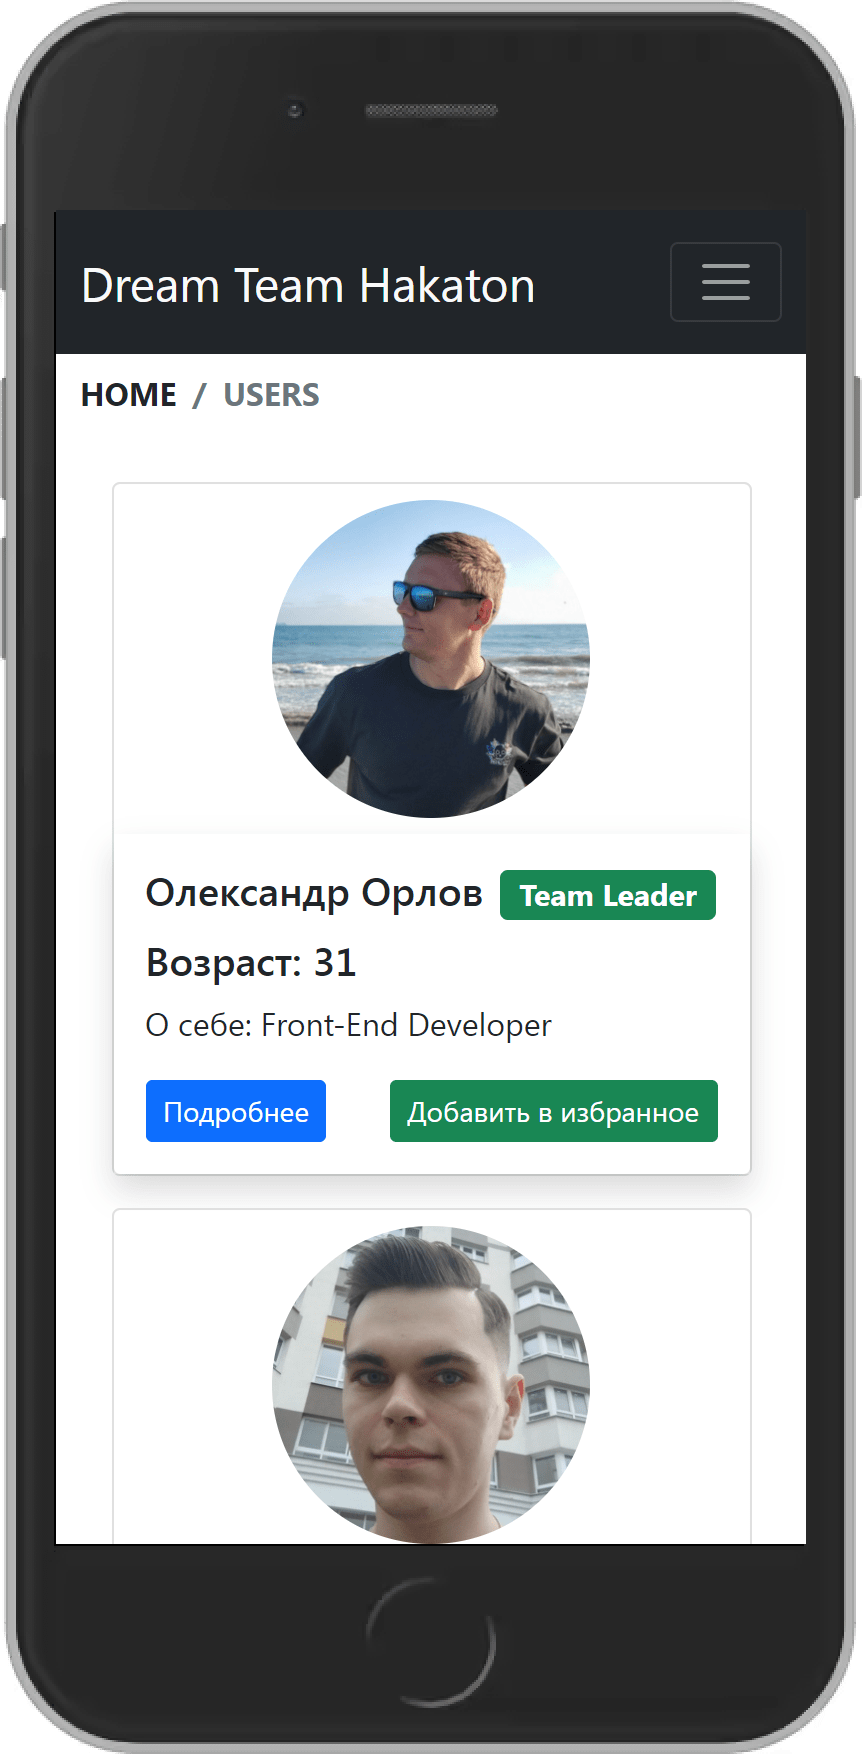 Dream Team Hakaton
HOME / USERS
Олександр Орлов Team Leader
Возраст: 31
О себе: Front-End Developer
Подробнее Добавить в избранное